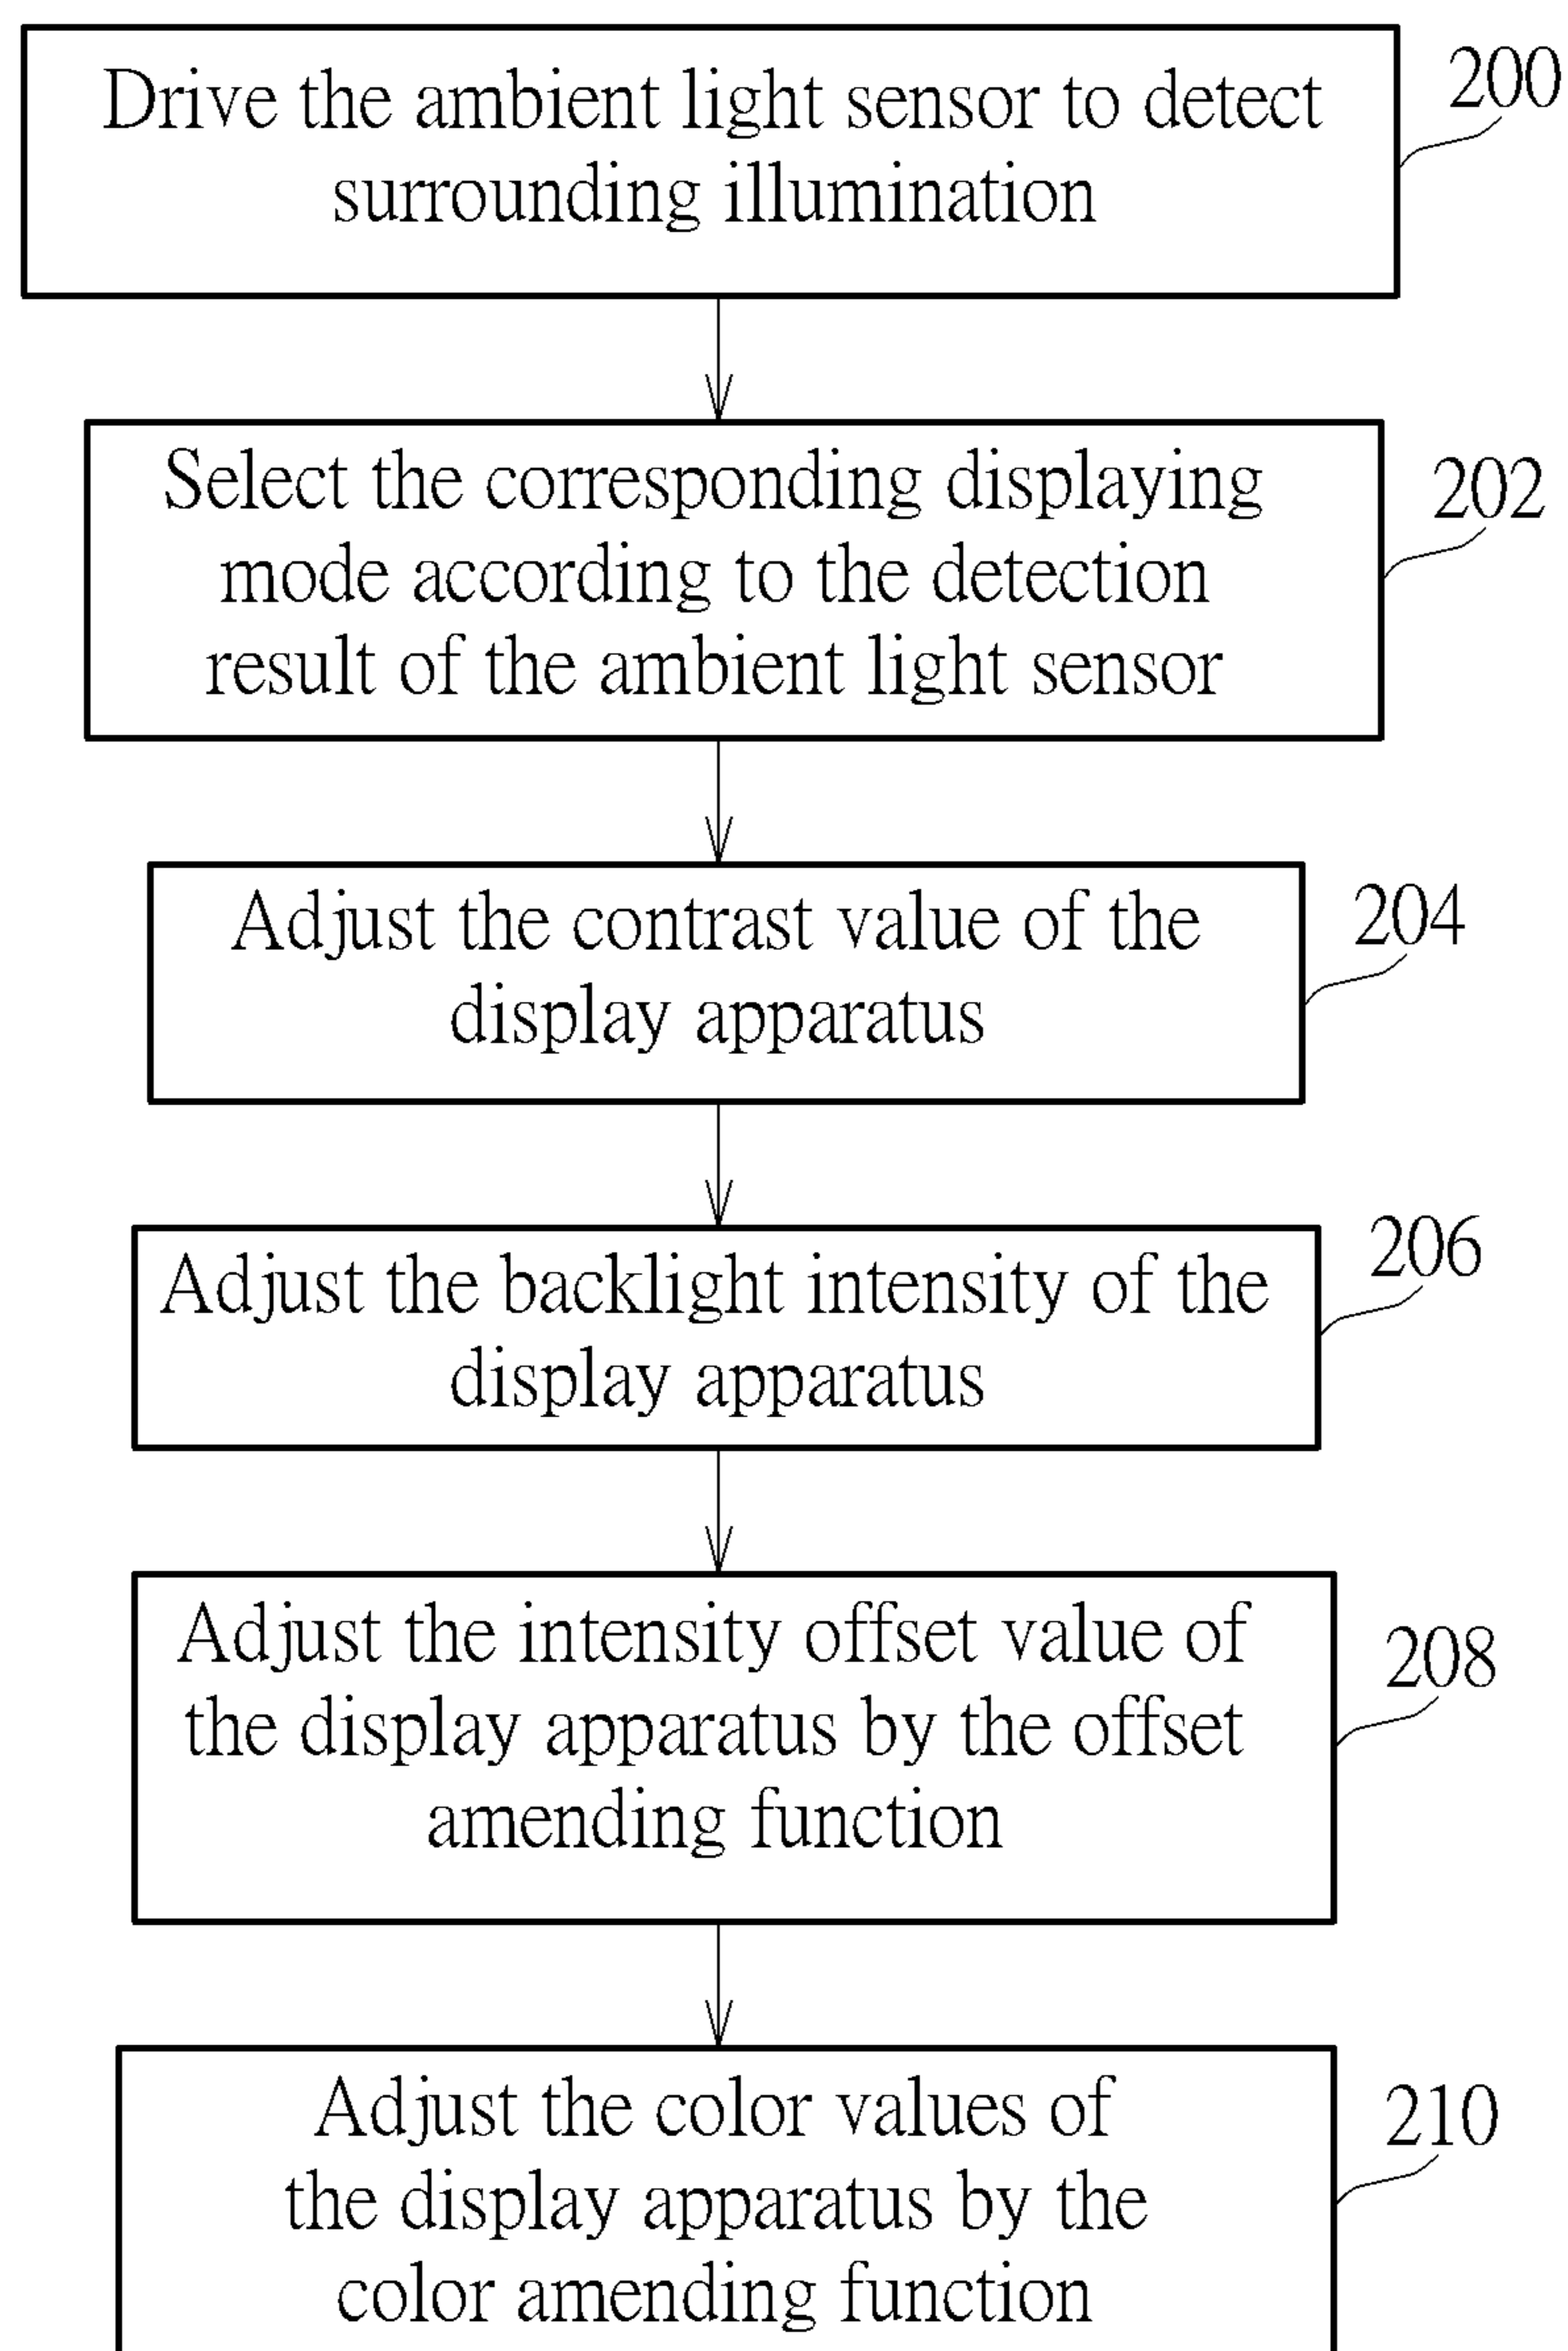 Drive the ambient light sensor to detect
surrounding illumination
200
Select the corresponding displaying
mode according to the detection
result of the ambient light sensor
202
Adjust the contrast value of the
display apparatus
204
Adjust the backlight intensity of the
display apparatus
206
Adjust the intensity offset value of
the display apparatus by the offset
amending function
208
Adjust the color values of
the display apparatus by the
color amending function
210